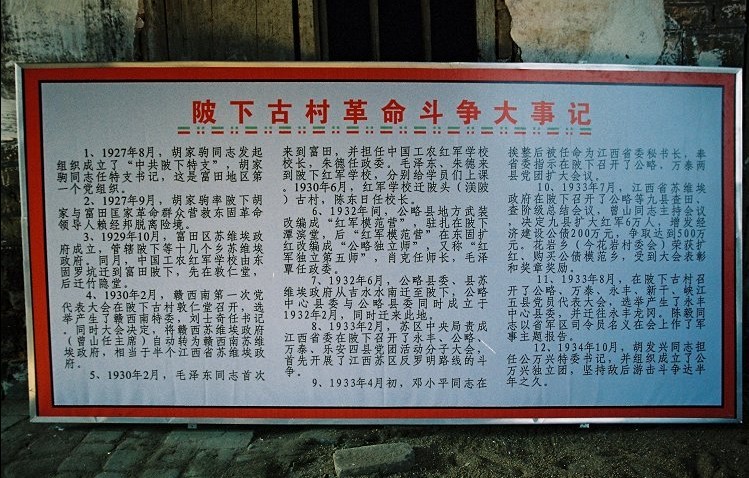 陂下古村革命斗争大事记
1、1927年8月，胡家驹同志发起
组织成立了“中共陂下特支”，胡家
驹同志任特支书记，这是富田地区第
一个党组织。
2、1927年9月，胡家驹率陂下胡
家与富田匡家革命群众营救东固革命
领导人赖经邦脱离险境。
3、1929年10月，富田区苏维埃政
府成立，管辖陂下等十几个乡苏维埃
政府。同月，中国工农红军学校由东
固罗坑迁到富田陂下，先在敦仁堂，
后迁竹隐堂。
4、1930年2月，赣西南第一次党
代表大会在陂下古村敦仁堂召开，选
举产生了赣西南特委，刘士奇任书记
，同时大会决定，将赣西苏维埃政府
(曾山任主席)自动转为赣西南苏维
埃政府，相当于半个江西省苏维埃政
府。
5、1930年2月，毛泽东同志首次
来到富田，并担任中国工农红军学校
校长，朱德任政委。毛泽东、朱德来
到陂下红军学校，分别给学员们上课
。1930年6月，红军学校迁陂头(渼陂
)古村，陈东日任校长。
6、1932年间，公略县地方武装
改编成“红军模范营”，驻扎在陂下
潭滨堂，后“红军模范营”在东固扩
红改编成“公略独立师”，又称“红
军独立第五师”，肖克任师长，毛泽
覃任政委。
7、1932年6月，公略县委、县苏
维埃政府从吉水水南迁至陂下，公略
中心县委与公略县委同时成立于
1932年2月，同时迁来此地。
8、1933年2月，苏区中央局责成
江西省委在陂下召开了永丰、公略、
万泰、乐安四县党团活动分子大会，
首先开展了江西苏区反罗明路线的斗
争。
9、1933年4月初，邓小平同志在
挨整后被任命为江西省委秘书长，奉
省委指示在陂下召开了公略、万泰两
县党团扩大会议。
10、1933年7月，江西省苏维埃
政府在陂下召开了公略等九县查田、
查阶级总结会议，曾山同志主持会议
，决定九县扩大红军6万人，增发经
济建设公债200万元，争取达到500万
元。花岩乡(今花岩村委会)荣获扩
红、购买公债模范乡，受到大会表彰
和奖章奖励。
11、1933年8月，在陂下古村召
开了公略、万泰、永丰、新干、峡江
五县党员代表大会，选举产生了永丰
中心县委，并迁往永丰龙冈。陈毅同
志以省军区司令员名义在会上作了军
事主题报告。
12、1934年10月，胡发兴同志担
任公万兴特委书记，并组织成立了公
万兴独立团，坚持敌后游击斗争达半
年之久。